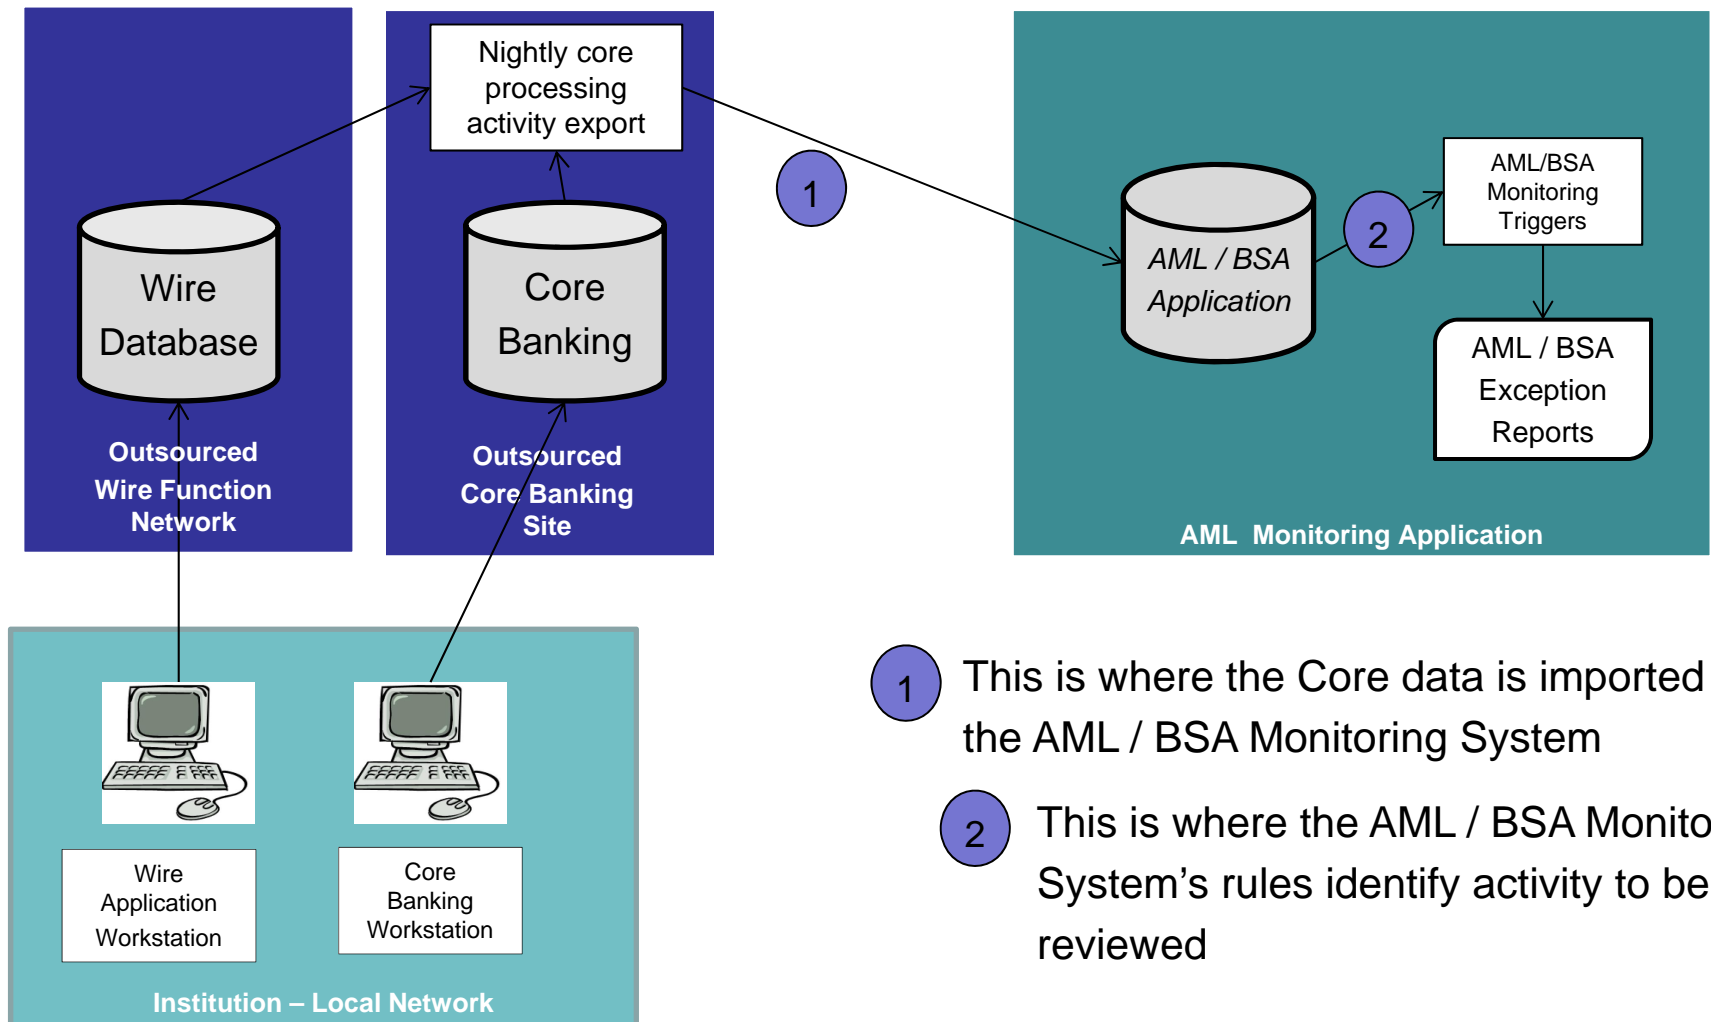 Nightly core
processing
activity export
Wire
Database
Outsourced
Wire Function
Network
Core
Banking
Outsourced
Core Banking
Site
1
AML / BSA
Application
2
AML/BSA
Monitoring
Triggers
AML / BSA
Exception
Reports
AML Monitoring Application
Wire
Application
Workstation
Core
Banking
Workstation
Institution – Local Network
1
This is where the Core data is imported
the AML / BSA Monitoring System
2
This is where the AML / BSA Monito
System’s rules identify activity to be
reviewed